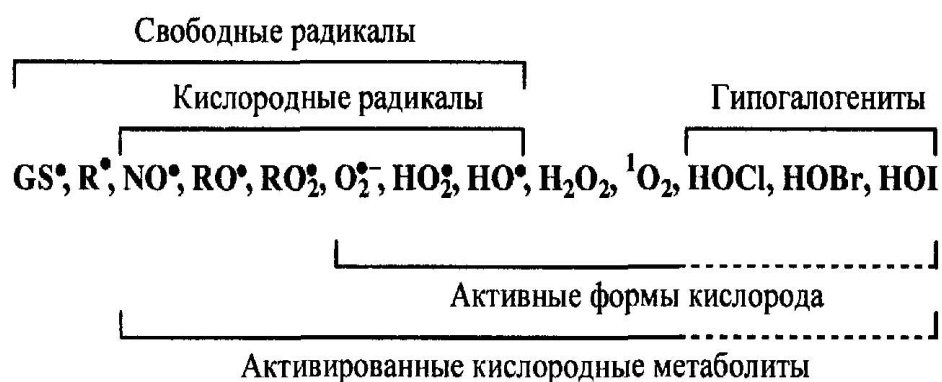 Свободные радикалы
Кислородные радикалы Гипогалогениты
GS•, R•, NO•, RO•, RO₂•, O₂•−, HO₂•, HO•, H₂O₂, ¹O₂, HOCl, HOBr, HOI
Активные формы кислорода
Активированные кислородные метаболиты